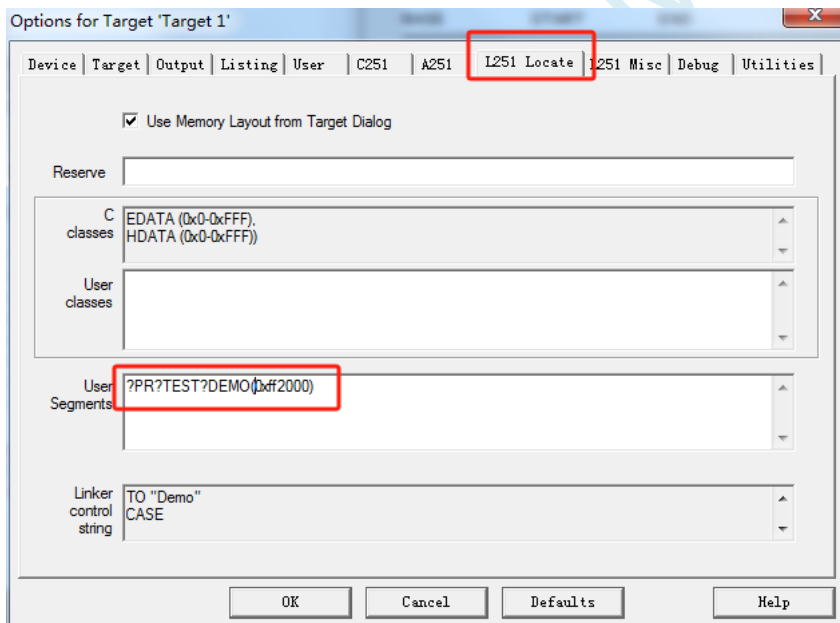 Options for Target 'Target 1'
Device Target Output Listing User C251 A251 L251 Locate L251 Misc Debug Utilities
Use Memory Layout from Target Dialog
Reserve
C classes
EDATA (0x0-0xFFF),
HDATA (0x0-0xFFF))
User classes
User Segments
?PR?TEST?DEMO(0xff2000)
Linker control string
TO "Demo"
CASE
OK Cancel Defaults Help